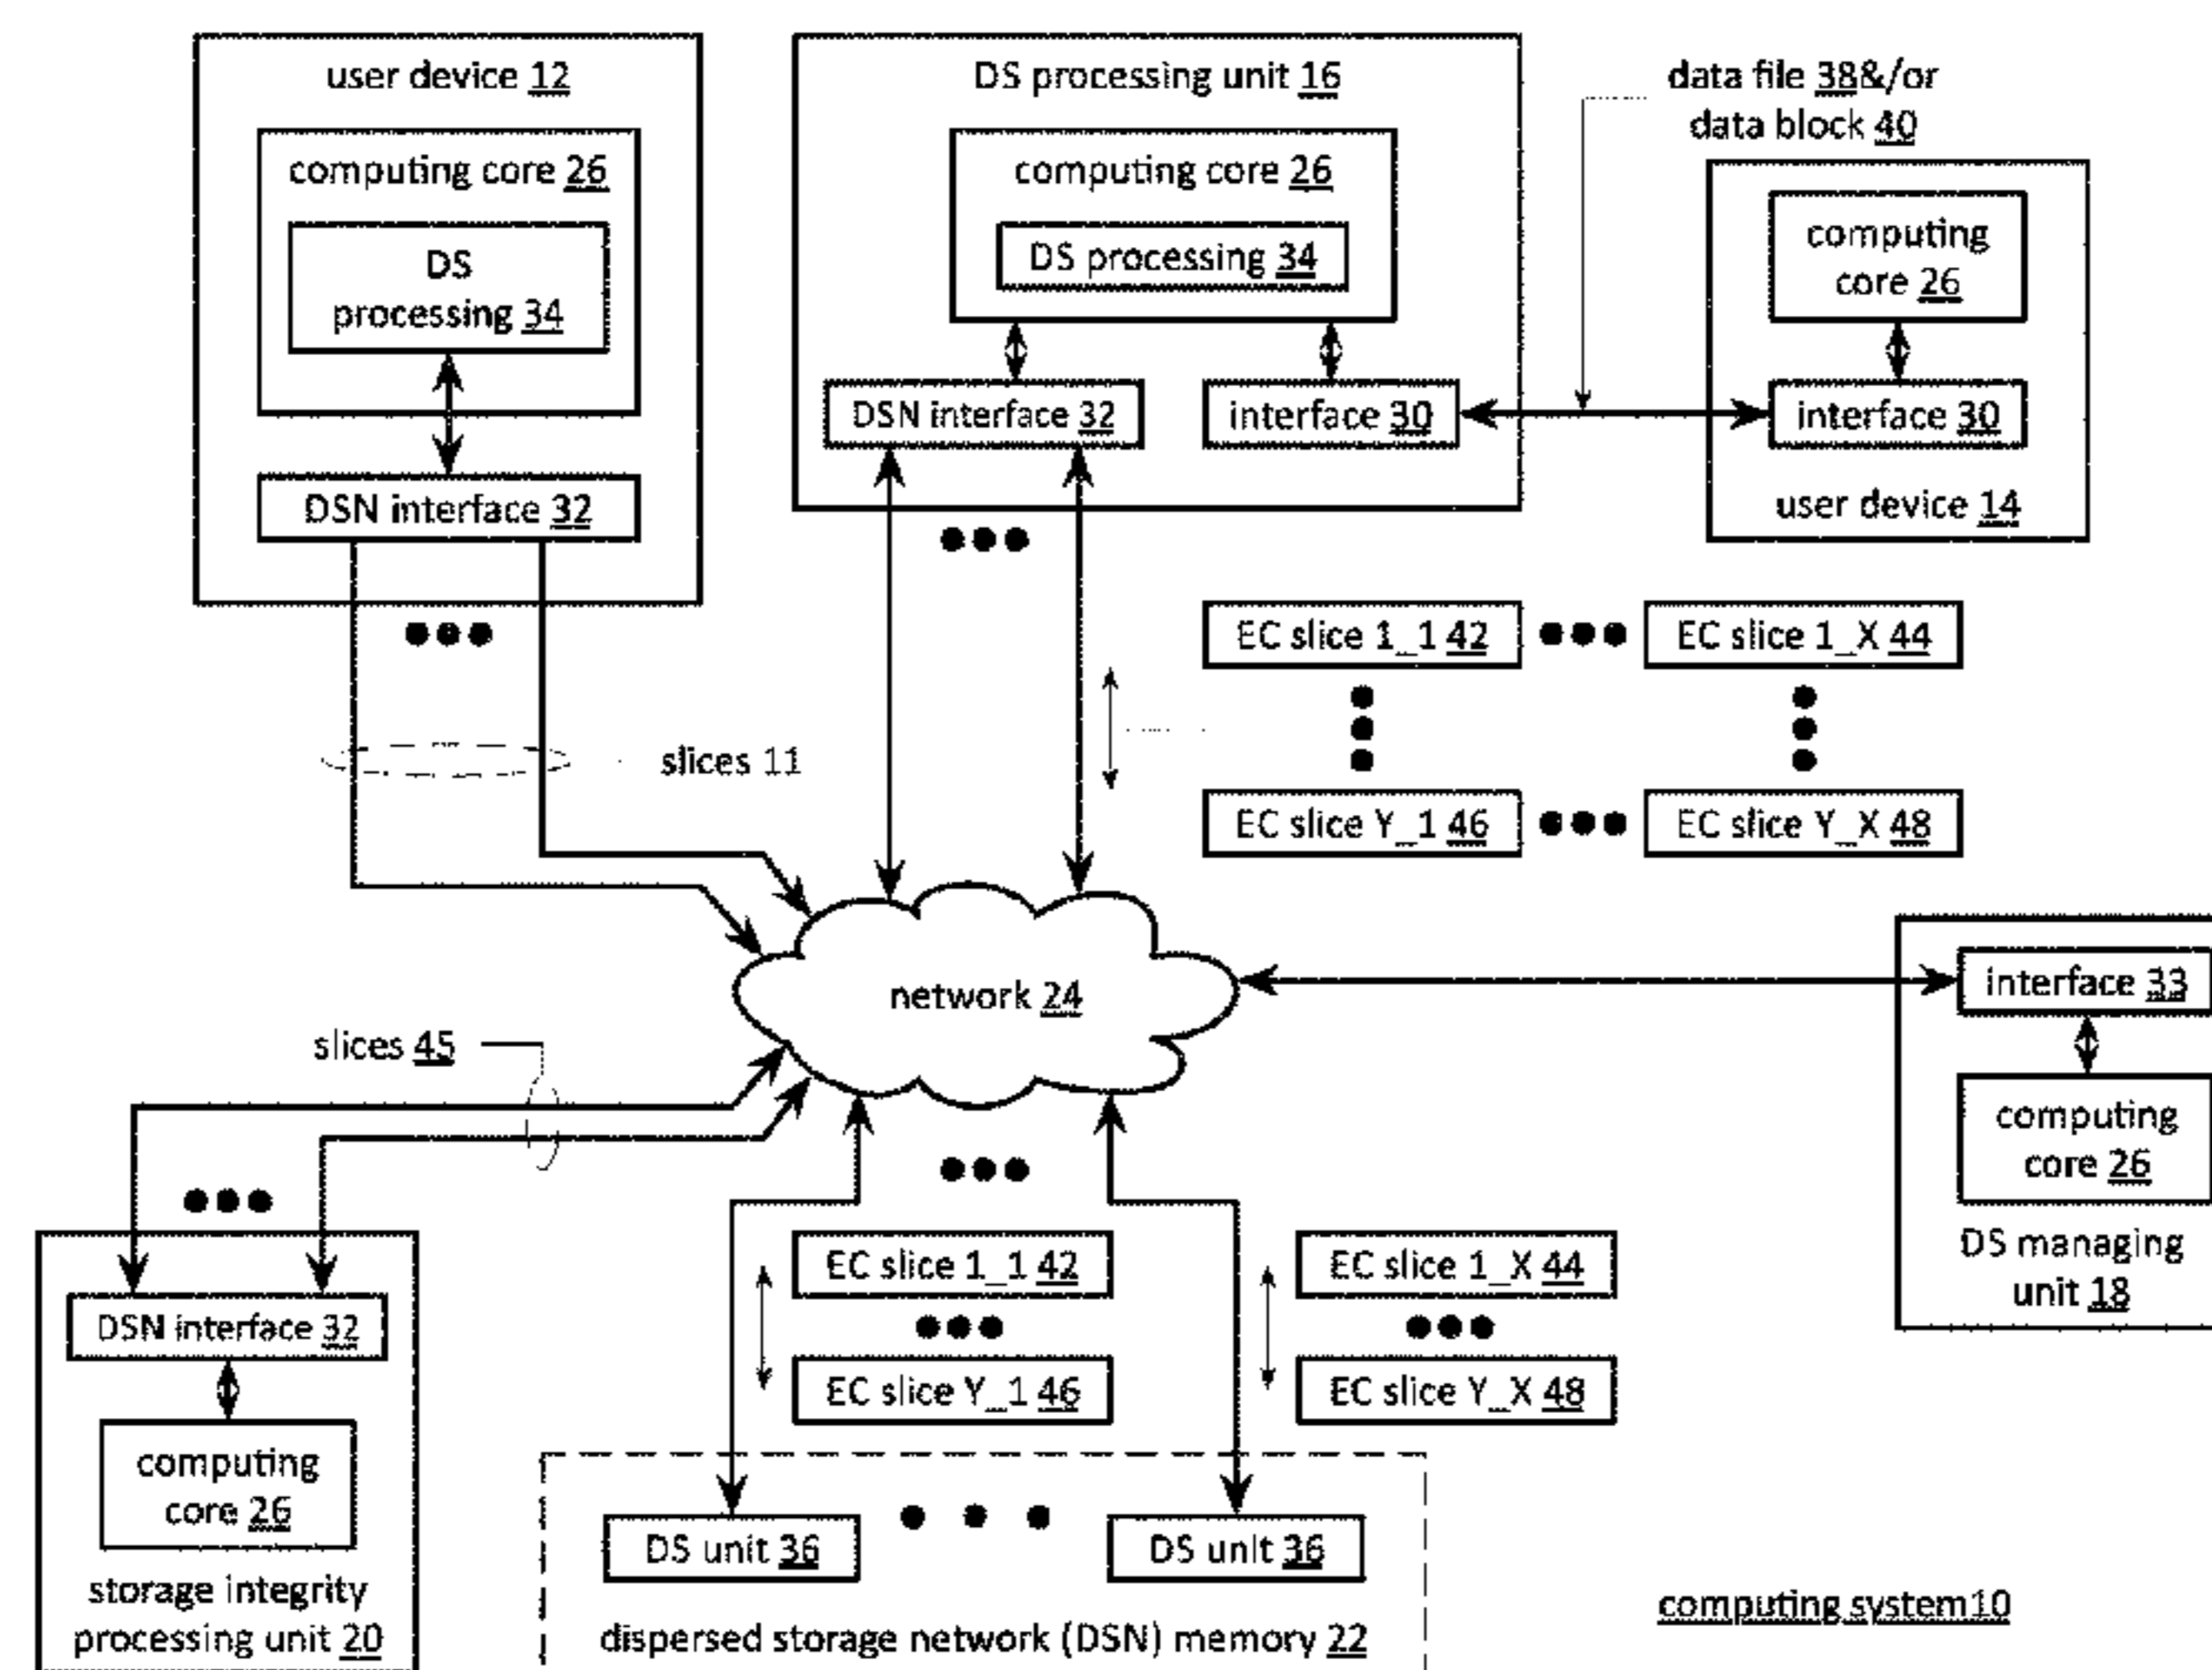 user device 12
computing core 26
DS
processing 34
DSN interface 32
DS processing unit 16
computing core 26
DS processing 34
DSN interface 32
interface 30
data file 38&/or
data block 40
computing
core 26
interface 30
user device 14
slices 11
EC slice 1_1 42
EC slice 1_X 44
EC slice Y_1 46
EC slice Y_X 48
network 24
interface 33
computing
core 26
DS managing
unit 18
slices 45
DSN interface 32
computing
core 26
storage integrity
processing unit 20
EC slice 1_1 42
EC slice Y_1 46
EC slice 1_X 44
EC slice Y_X 48
DS unit 36
DS unit 36
dispersed storage network (DSN) memory 22
computing system10